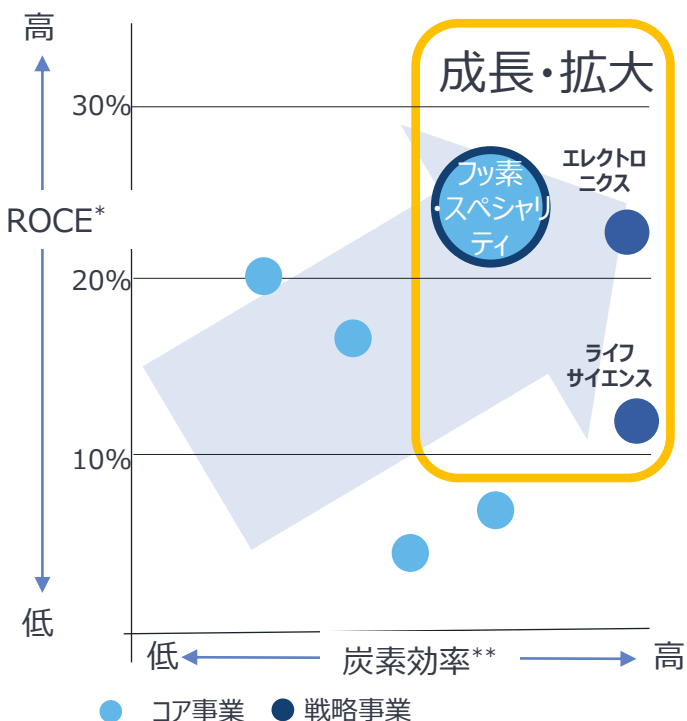 高
成長・拡大
30%
エレクトロ
ニクス
フッ素
・スペシャリ
ティ
ROCE*
20%
ライフ
サイエンス
10%
低
低
炭素効率**
高
コア事業
戦略事業